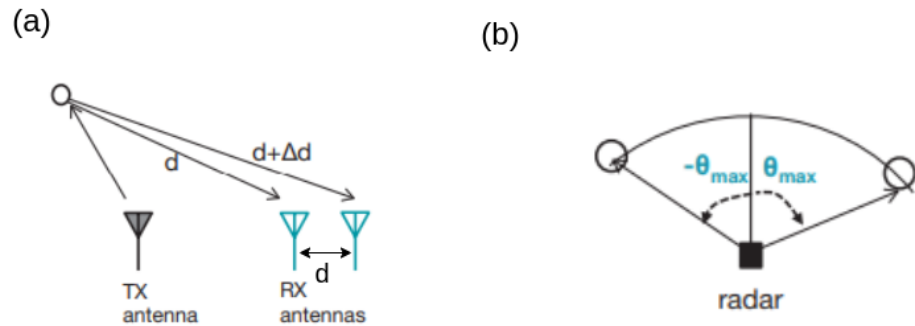 (a)
d
d+Δd
d
TX
antenna
RX
antennas
(b)
-θmax
θmax
radar